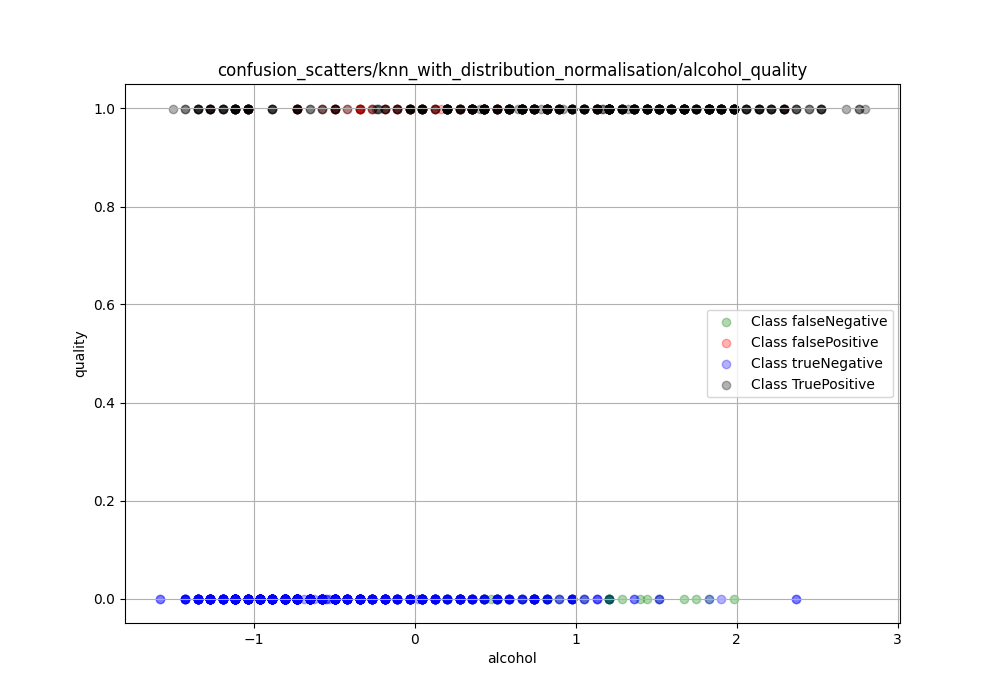 confusion_scatters/knn_with_distribution_normalisation/alcohol_quality
1.0
0.8
0.6
0.4
0.2
0.0
quality
Class falseNegative
Class falsePositive
Class trueNegative
Class TruePositive
−1
0
1
2
3
alcohol